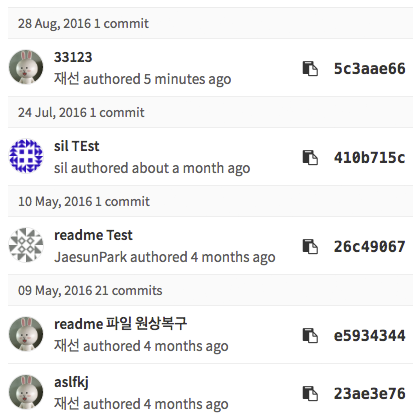 28 Aug, 2016 1 commit
33123
재선 authored 5 minutes ago
5c3aae66
24 Jul, 2016 1 commit
sil TEst
sil authored about a month ago
410b715c
10 May, 2016 1 commit
readme Test
JaesunPark authored 4 months ago
26c49067
09 May, 2016 21 commits
readme 파일 원상복구
재선 authored 4 months ago
e5934344
aslfkj
재선 authored 4 months ago
23ae3e76